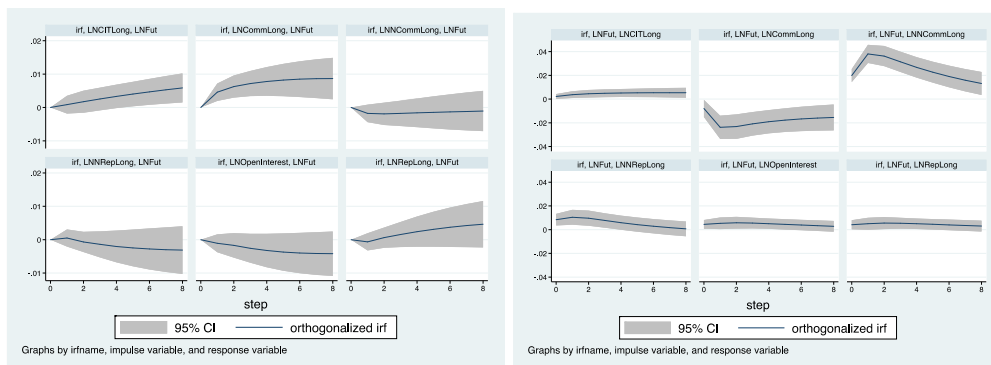 irf, LNCITLong, LNFut
irf, LNCommLong, LNFut
irf, LNNCommLong, LNFut
.02
.01
0
-.01
irf, LNNRepLong, LNFut
irf, LNOpenInterest, LNFut
irf, LNRepLong, LNFut
.02
.01
0
-.01
0 2 4 6 8
0 2 4 6 8
0 2 4 6 8
step
95% CI
orthogonalized irf
Graphs by irfname, impulse variable, and response variable
irf, LNFut, LNCITLong
irf, LNFut, LNCommLong
irf, LNFut, LNNCommLong
.04
.02
0
-.02
-.04
irf, LNFut, LNNRepLong
irf, LNFut, LNOpenInterest
irf, LNFut, LNRepLong
.04
.02
0
-.02
-.04
0 2 4 6 8
0 2 4 6 8
0 2 4 6 8
step
95% CI
orthogonalized irf
Graphs by irfname, impulse variable, and response variable